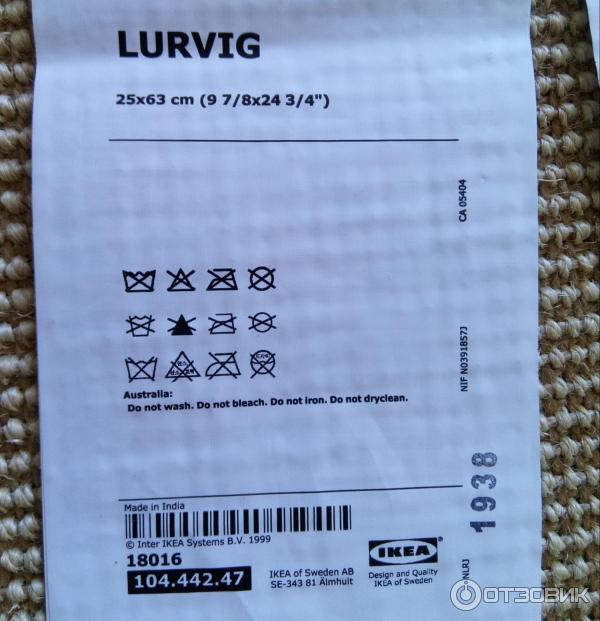 LURVIG
25x63 cm (9 7/8x24 3/4")
CA 05404
NIF N0391857J
Australia:
Do not wash. Do not bleach. Do not iron. Do not dryclean.
1938
Made in India
© Inter IKEA Systems B.V. 1999
18016
104.442.47
IKEA of Sweden AB
SE-343 81 Älmhult
IKEA
Design and Quality
IKEA of Sweden
NLRJ
ОТЗОВИК